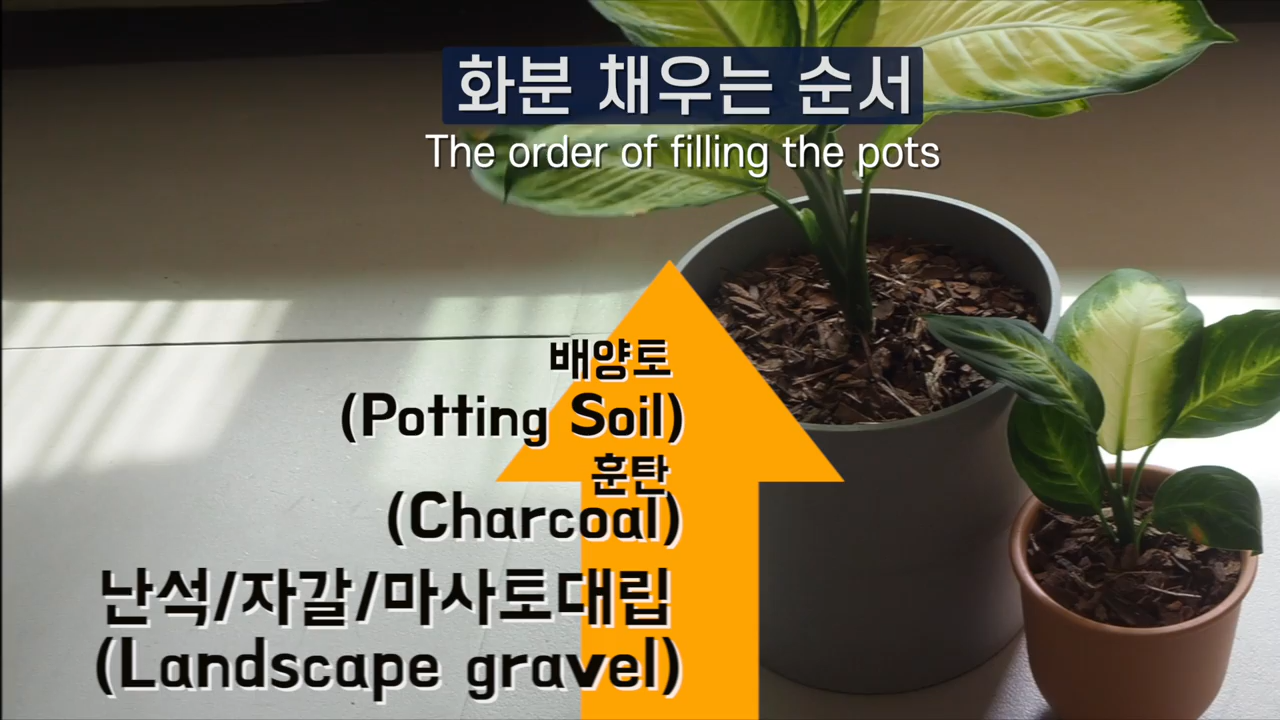 화분 채우는 순서
The order of filling the pots
배양토
(Potting Soil)
훈탄
(Charcoal)
난석/자갈/마사토대립
(Landscape gravel)